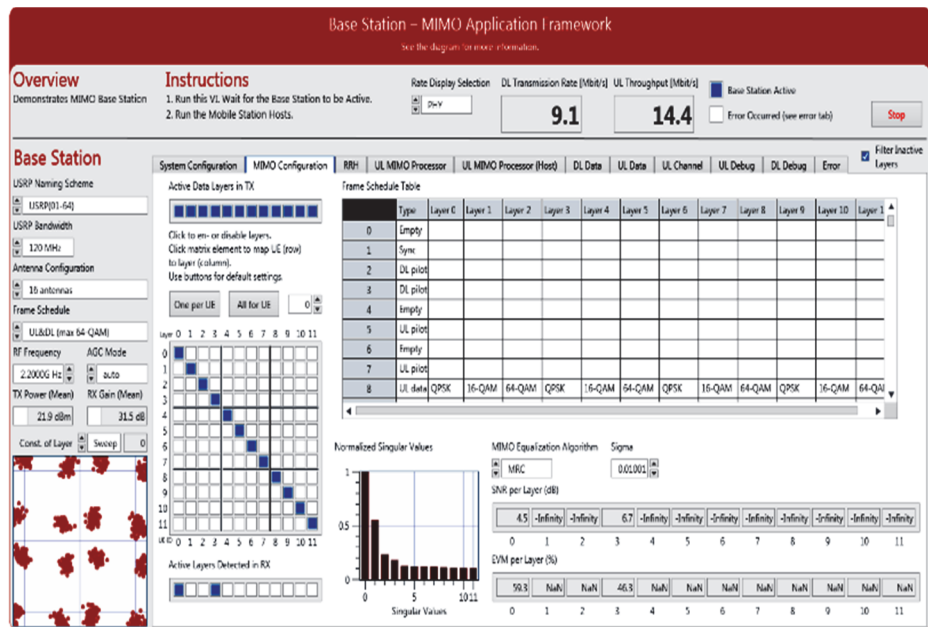 Base Station – MIMO Application Framework
See the diagram for more information.
Overview
Demonstrates MIMO Base Station
Instructions
1. Run this VI. Wait for the Base Station to be Active.
2. Run the Mobile Station Hosts.
Rate Display Selection
PHY
DL Transmission Rate [Mbit/s]
9.1
UL Throughput [Mbit/s]
14.4
Base Station Active
Error Occurred (see error tab)
Stop
Base Station
USRP Naming Scheme
USRP[01-64]
USRP Bandwidth
120 MHz
Antenna Configuration
16 antennas
Frame Schedule
UL&DL (max 64-QAM)
RF Frequency AGC Mode
2.2000G Hz auto
TX Power (Mean) RX Gain (Mean)
21.9 dBm 31.5 dB
Const. of Layer Sweep 0
System Configuration MIMO Configuration RRH UL MIMO Processor UL MIMO Processor (Host) DL Data UL Data UL Channel UL Debug DL Debug Error
Filter Inactive
Layers
Active Data Layers in TX
Click to en- or disable layers.
Click matrix element to map UE (row)
to layer (column).
Use buttons for default settings.
One per UE All for UE 0
Layer 0 1 2 3 4 5 6 7 8 9 10 11
0
1
2
3
4
5
6
7
8
9
10
11
UE ID 0 1 2 3 4 5 6 7 8 9 10 11
Active Layers Detected in RX
Frame Schedule Table
Type Layer 0 Layer 1 Layer 2 Layer 3 Layer 4 Layer 5 Layer 6 Layer 7 Layer 8 Layer 9 Layer 10 Layer 1
0 Empty
1 Sync
2 DL pilot
3 DL pilot
4 Empty
5 UL pilot
6 Empty
7 UL pilot
8 UL data QPSK 16-QAM 64-QAM QPSK 16-QAM 64-QAM QPSK 16-QAM 64-QAM QPSK 16-QAM 64-QAM
Normalized Singular Values
1
0.5
0
0 5 10 11
Singular Values
MIMO Equalization Algorithm Sigma
MRC 0.01001
SNR per Layer (dB)
4.5 -Infinity -Infinity 6.7 -Infinity -Infinity -Infinity -Infinity -Infinity -Infinity -Infinity -Infinity
0 1 2 3 4 5 6 7 8 9 10 11
EVM per Layer (%)
59.3 NaN NaN 46.3 NaN NaN NaN NaN NaN NaN NaN NaN
0 1 2 3 4 5 6 7 8 9 10 11